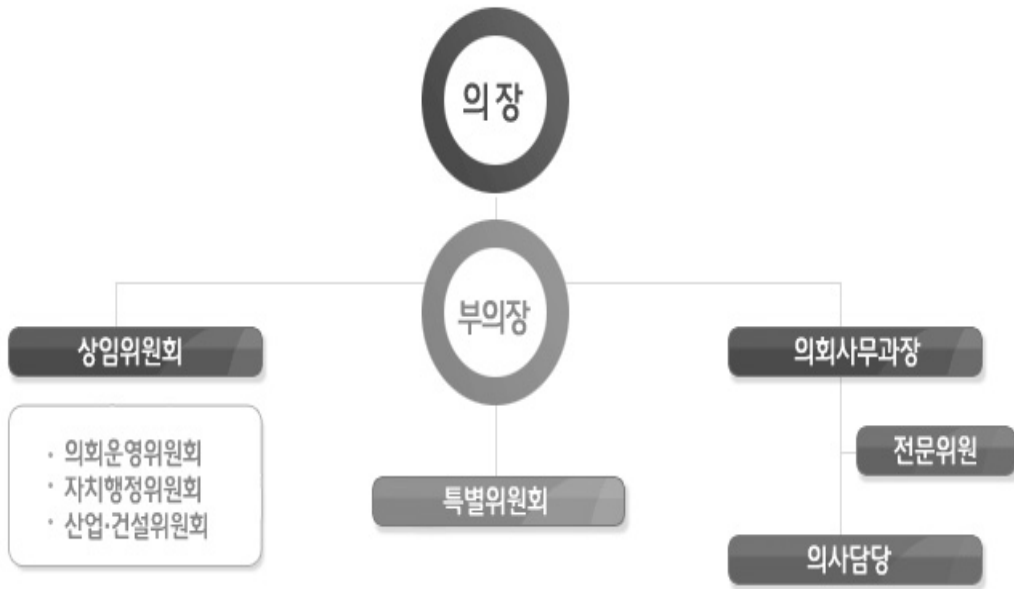 의장
부의장
상임위원회
· 의회운영위원회
· 자치행정위원회
· 산업·건설위원회
특별위원회
의회사무과장
전문위원
의사담당